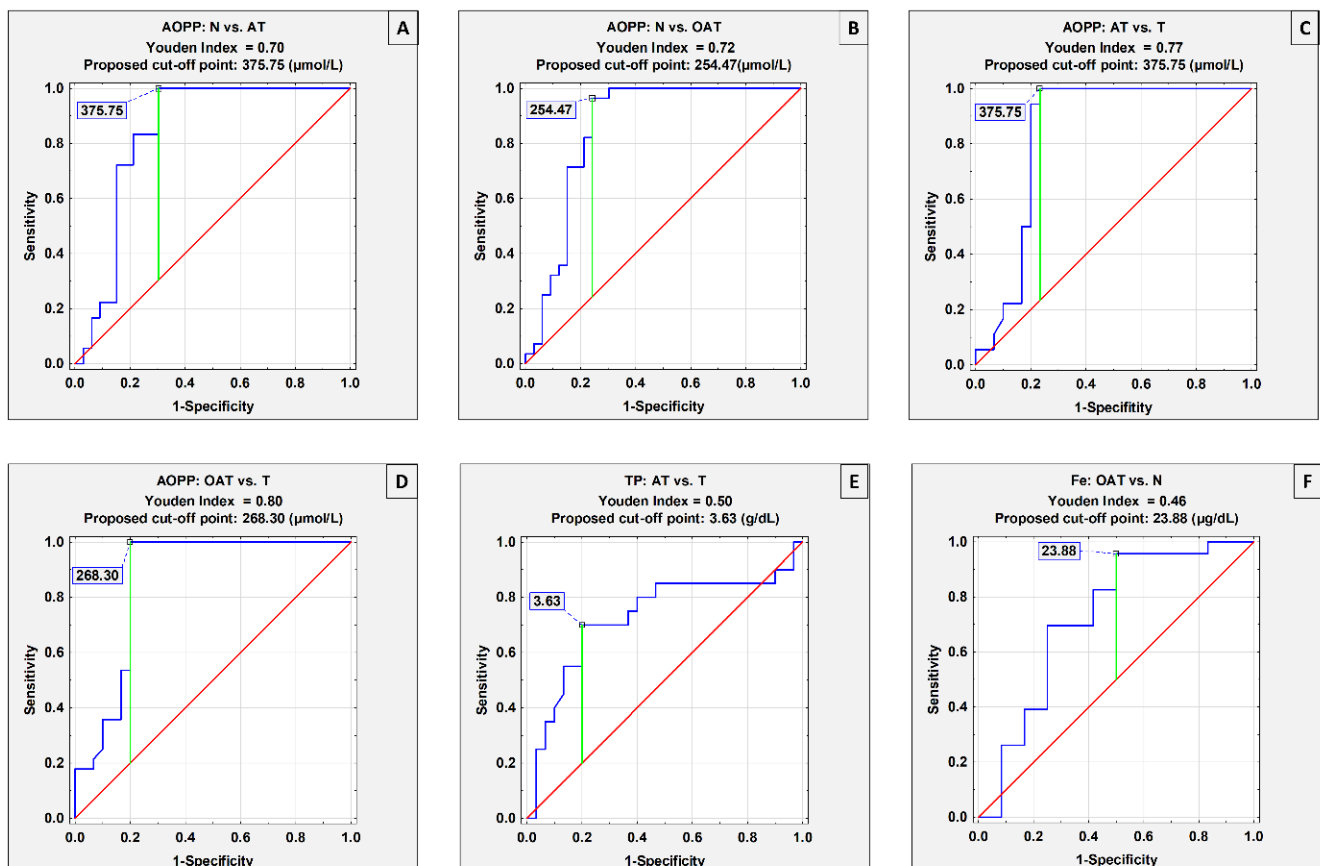 AOPP: N vs. AT
A
Youden Index = 0.70
Proposed cut-off point: 375.75 (µmol/L)
1.0
375.75
0.8
0.6
Sensitivity
0.4
0.2
0.0
0.0 0.2 0.4 0.6 0.8 1.0
1-Specificity
AOPP: N vs. OAT
B
Youden Index = 0.72
Proposed cut-off point: 254.47(µmol/L)
1.0
254.47
0.8
0.6
Sensitivity
0.4
0.2
0.0
0.0 0.2 0.4 0.6 0.8 1.0
1-Specificity
AOPP: AT vs. T
C
Youden Index = 0.77
Proposed cut-off point: 375.75 (µmol/L)
1.0
375.75
0.8
0.6
Sensitivity
0.4
0.2
0.0
0.0 0.2 0.4 0.6 0.8 1.0
1-Specifitity
AOPP: OAT vs. T
D
Youden Index = 0.80
Proposed cut-off point: 268.30 (µmol/L)
1.0
268.30
0.8
0.6
Sensitivity
0.4
0.2
0.0
0.0 0.2 0.4 0.6 0.8 1.0
1-Specificity
TP: AT vs. T
E
Youden Index = 0.50
Proposed cut-off point: 3.63 (g/dL)
1.0
0.8
3.63
0.6
Sensitivity
0.4
0.2
0.0
0.0 0.2 0.4 0.6 0.8 1.0
1-Specificity
Fe: OAT vs. N
F
Youden Index = 0.46
Proposed cut-off point: 23.88 (µg/dL)
1.0
23.88
0.8
0.6
Sensitivity
0.4
0.2
0.0
0.0 0.2 0.4 0.6 0.8 1.0
1-Specificity